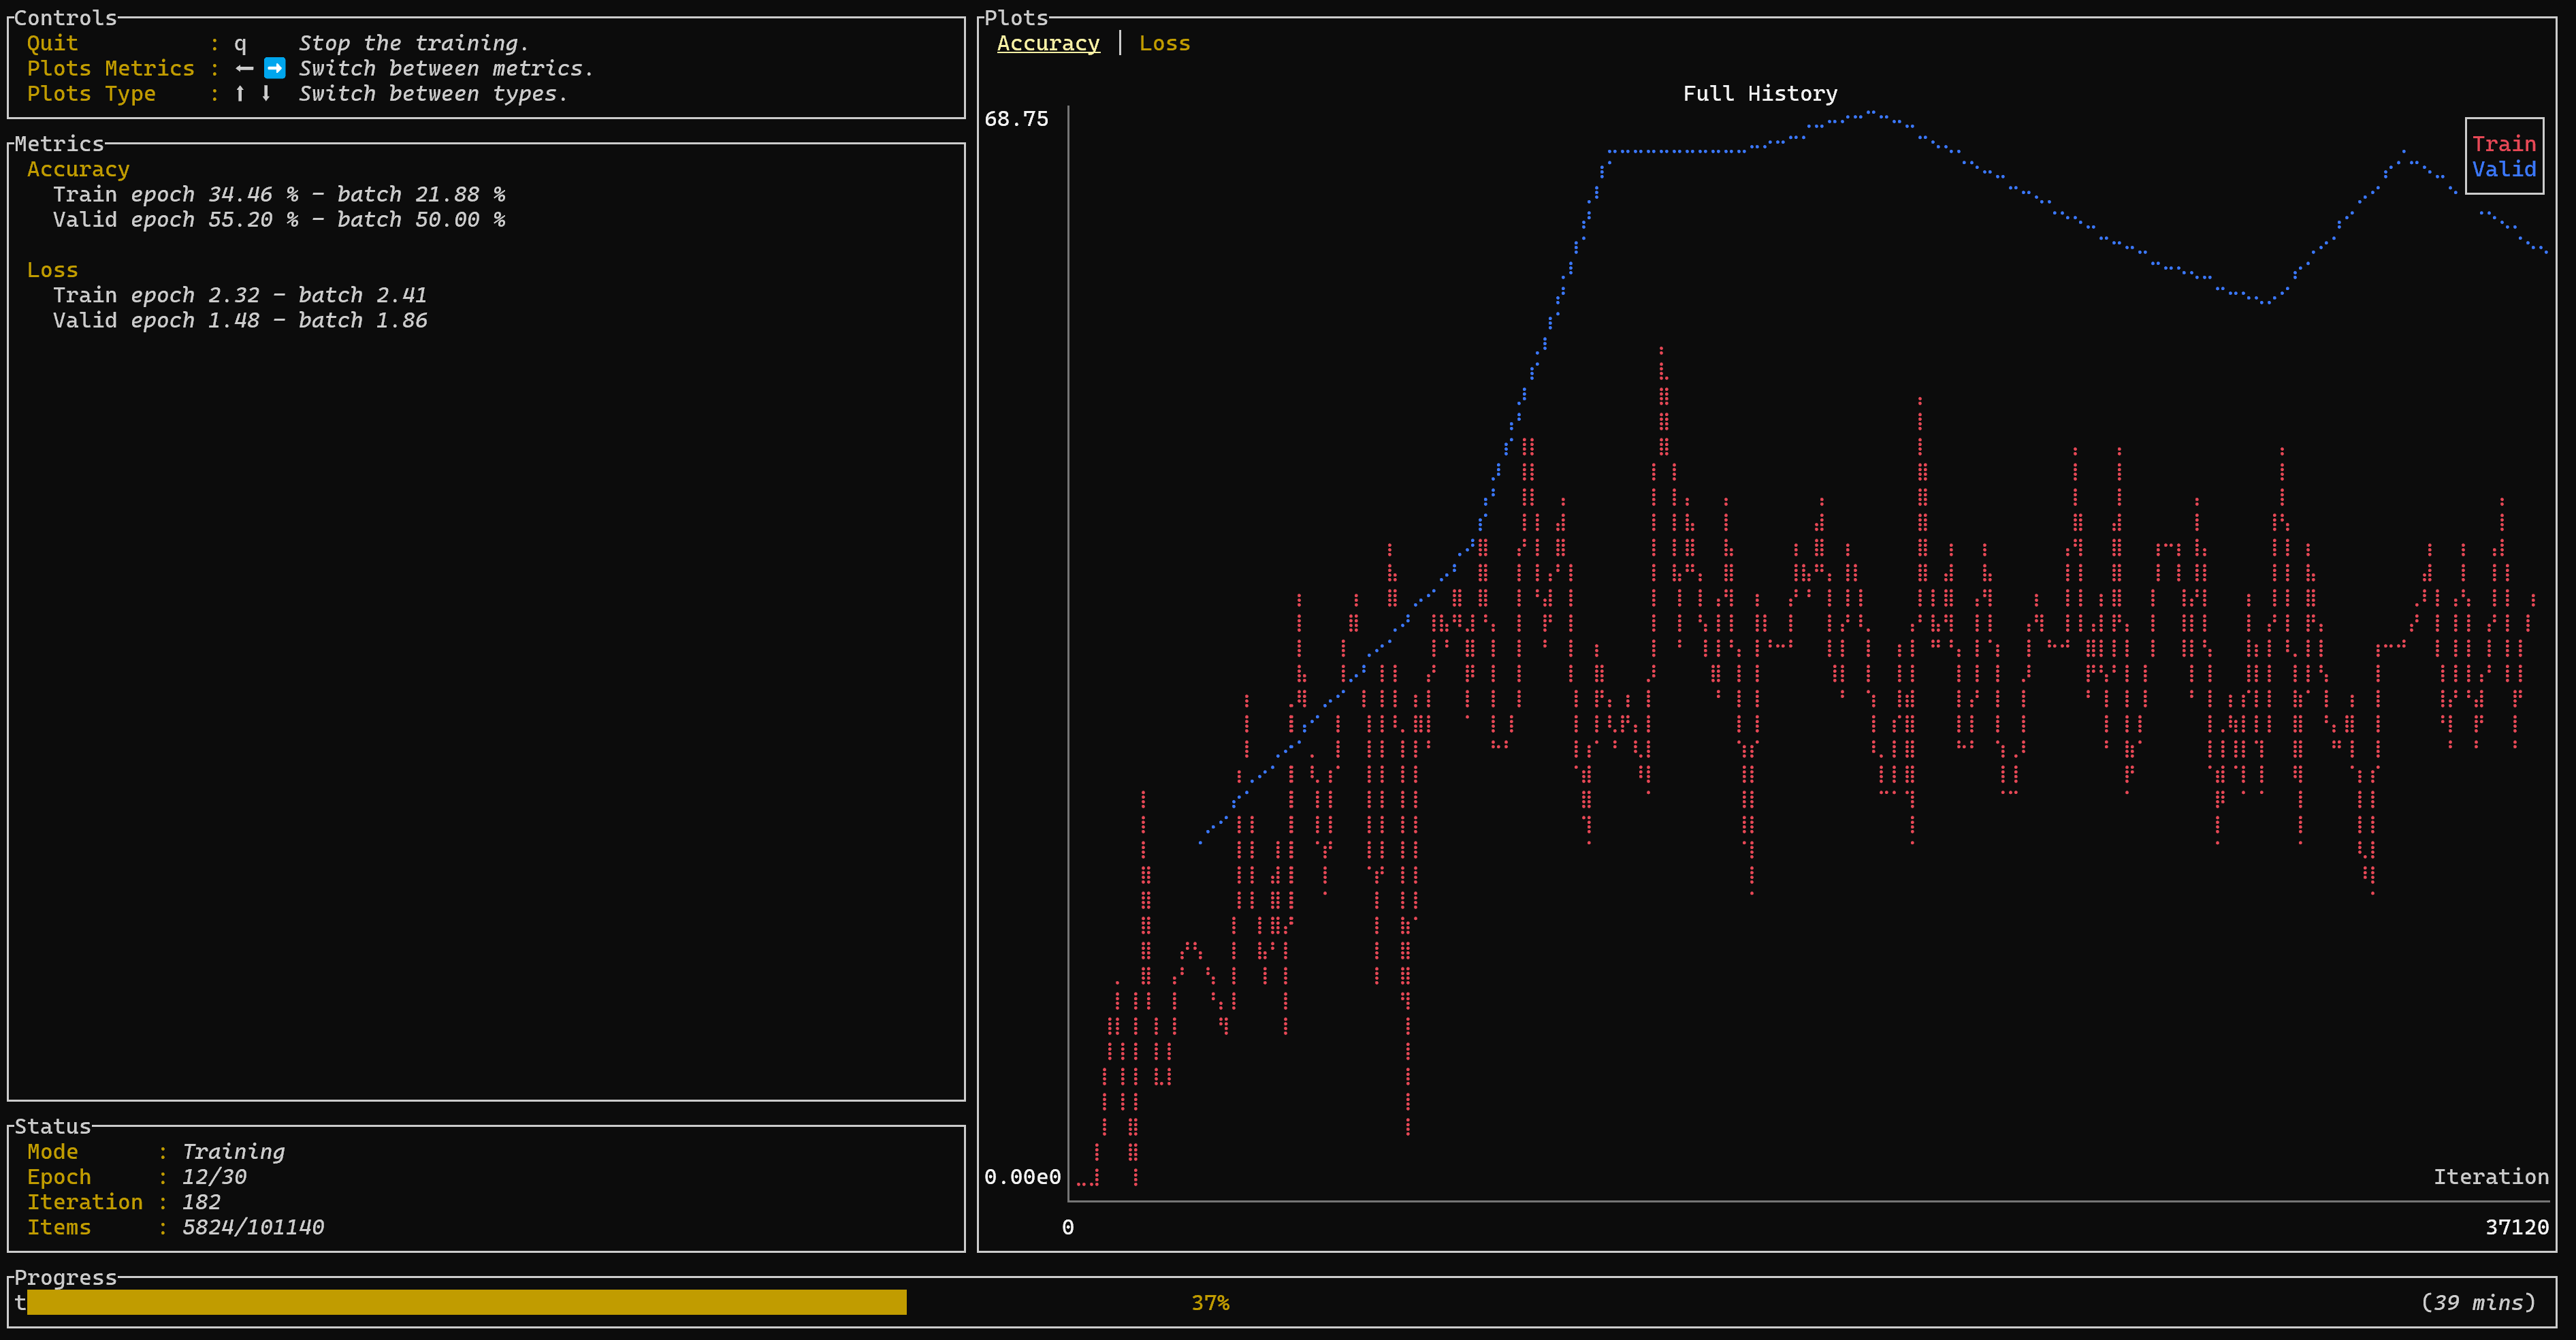 Controls
Quit : q Stop the training.
Plots Metrics : ← ➡ Switch between metrics.
Plots Type : ↑ ↓ Switch between types.
Metrics
Accuracy
Train epoch 34.46 % - batch 21.88 %
Valid epoch 55.20 % - batch 50.00 %
Loss
Train epoch 2.32 - batch 2.41
Valid epoch 1.48 - batch 1.86
Status
Mode : Training
Epoch : 12/30
Iteration : 182
Items : 5824/101140
Plots
Accuracy | Loss
Full History
68.75
Train
Valid
0.00e0
Iteration
0 37120
Progress
t 37% (39 mins)